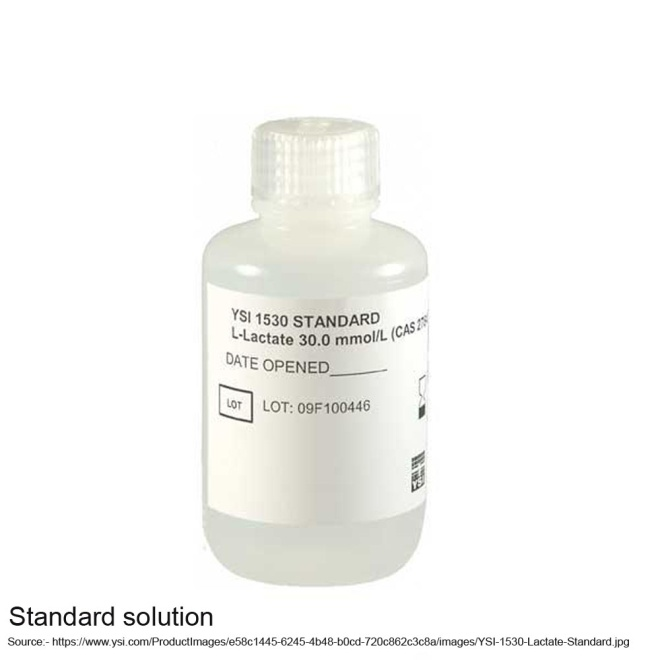 YSI 1530 STANDARD
L-Lactate 30.0 mmol/L (CAS
DATE OPENED______
LOT LOT: 09F100446
Standard solution
Source:- https://www.ysi.com/ProductImages/e58c1445-6245-4b48-b0cd-720c862c3c8a/images/YSI-1530-Lactate-Standard.jpg